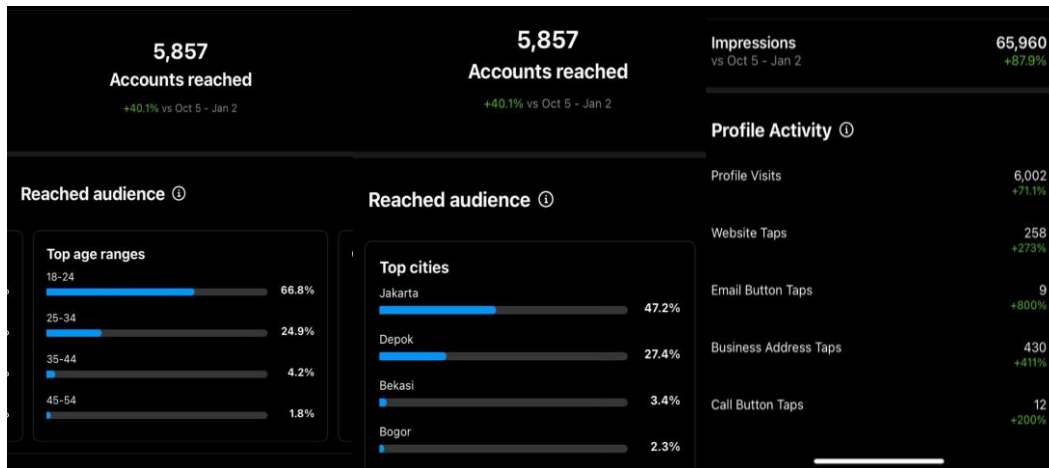 5,857
Accounts reached
+40.1% vs Oct 5 - Jan 2
Reached audience
Top age ranges
18-24
66.8%
25-34
24.9%
35-44
4.2%
45-54
1.8%
5,857
Accounts reached
+40.1% vs Oct 5 - Jan 2
Reached audience
Top cities
Jakarta
47.2%
Depok
27.4%
Bekasi
3.4%
Bogor
2.3%
Impressions 65,960
vs Oct 5 - Jan 2 +87.9%
Profile Activity
Profile Visits 6,002
+71.1%
Website Taps 258
+273%
Email Button Taps 9
+800%
Business Address Taps 430
+411%
Call Button Taps 12
+200%